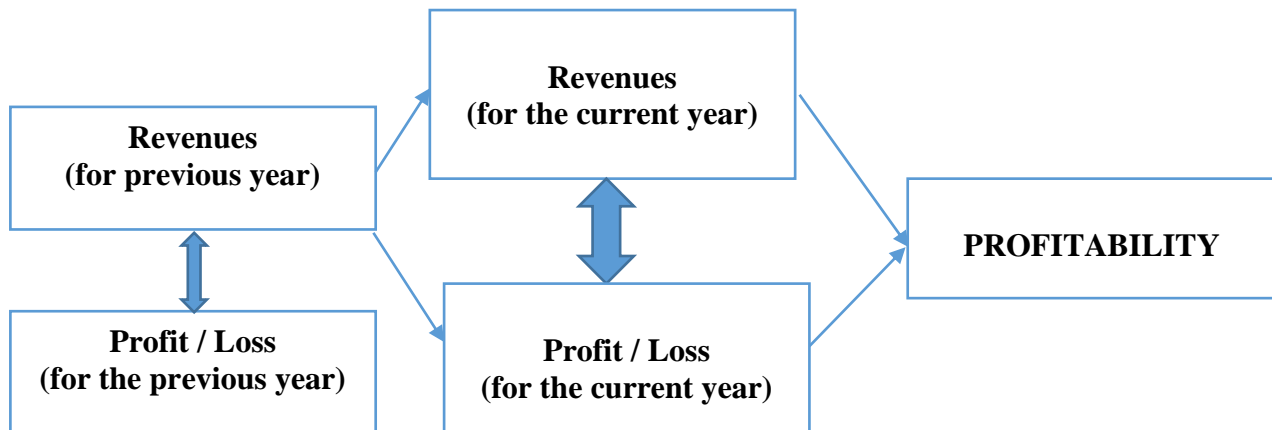 Revenues
(for previous year)
Profit / Loss
(for the previous year)
Revenues
(for the current year)
Profit / Loss
(for the current year)
PROFITABILITY